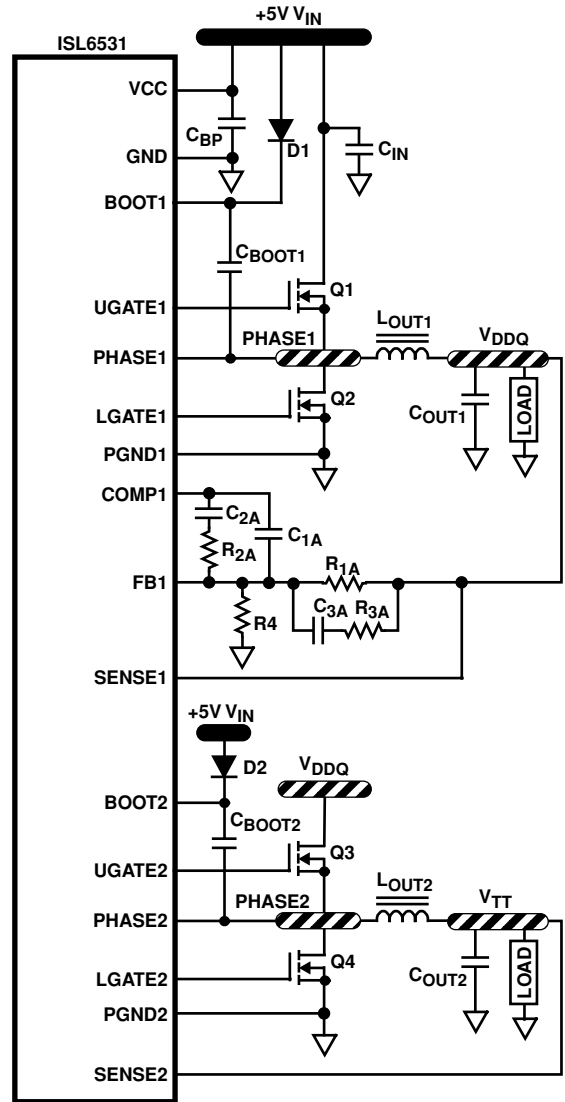 +5V VIN
ISL6531
VCC
CBP
GND
D1
CIN
BOOT1
CBOOT1
UGATE1
Q1
PHASE1
PHASE1
LOUT1
VDDQ
LGATE1
Q2
COUT1
LOAD
PGND1
COMP1
C2A
C1A
R2A
R1A
FB1
R4
C3A
R3A
SENSE1
+5V VIN
D2
VDDQ
BOOT2
CBOOT2
UGATE2
Q3
PHASE2
PHASE2
LOUT2
VTT
LGATE2
Q4
COUT2
LOAD
PGND2
SENSE2